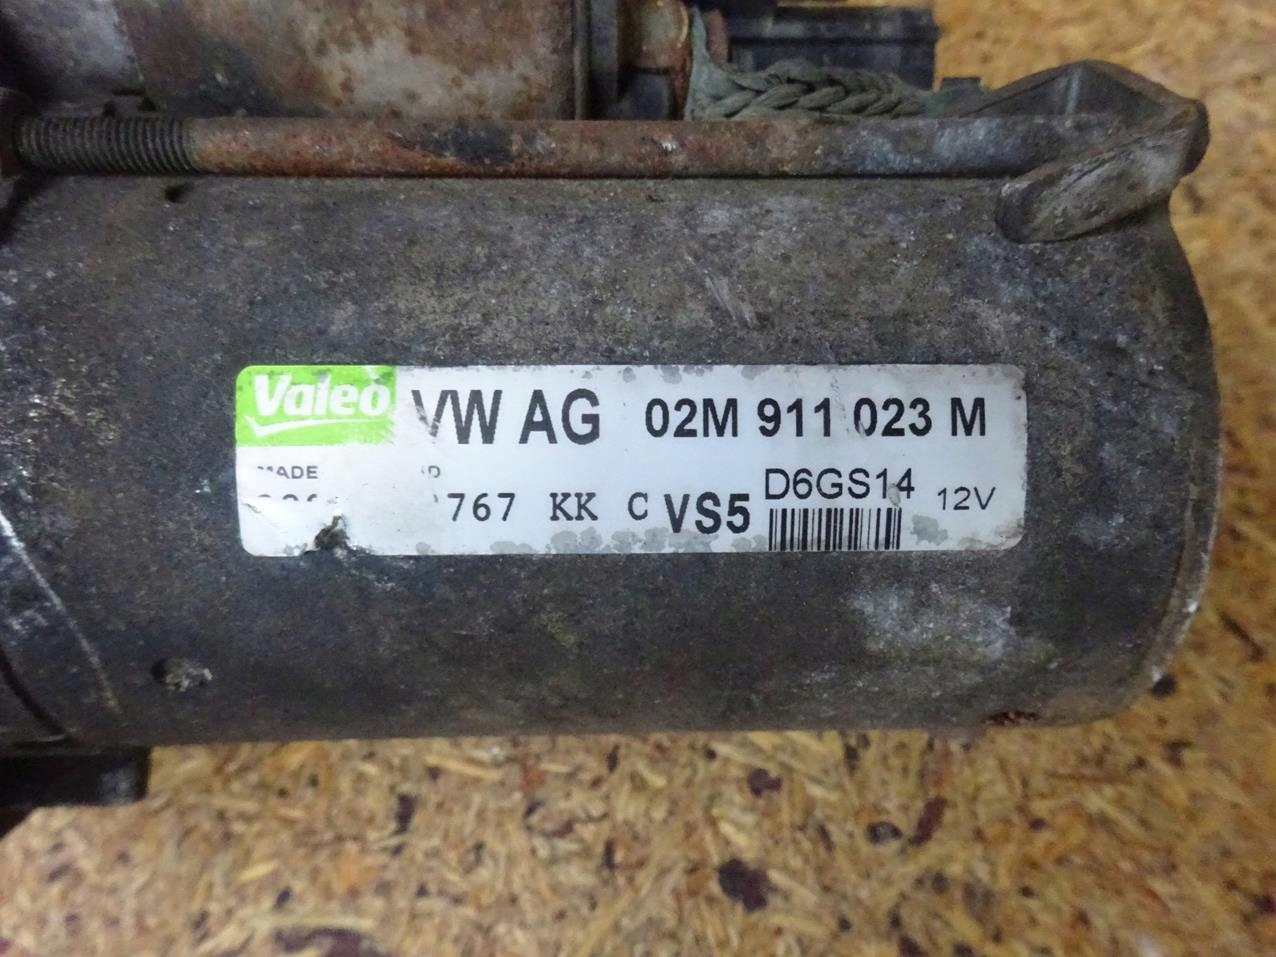 Valeo VW AG 02M 911 023 M
MADE
767 KK C VS5 D6GS14 12V